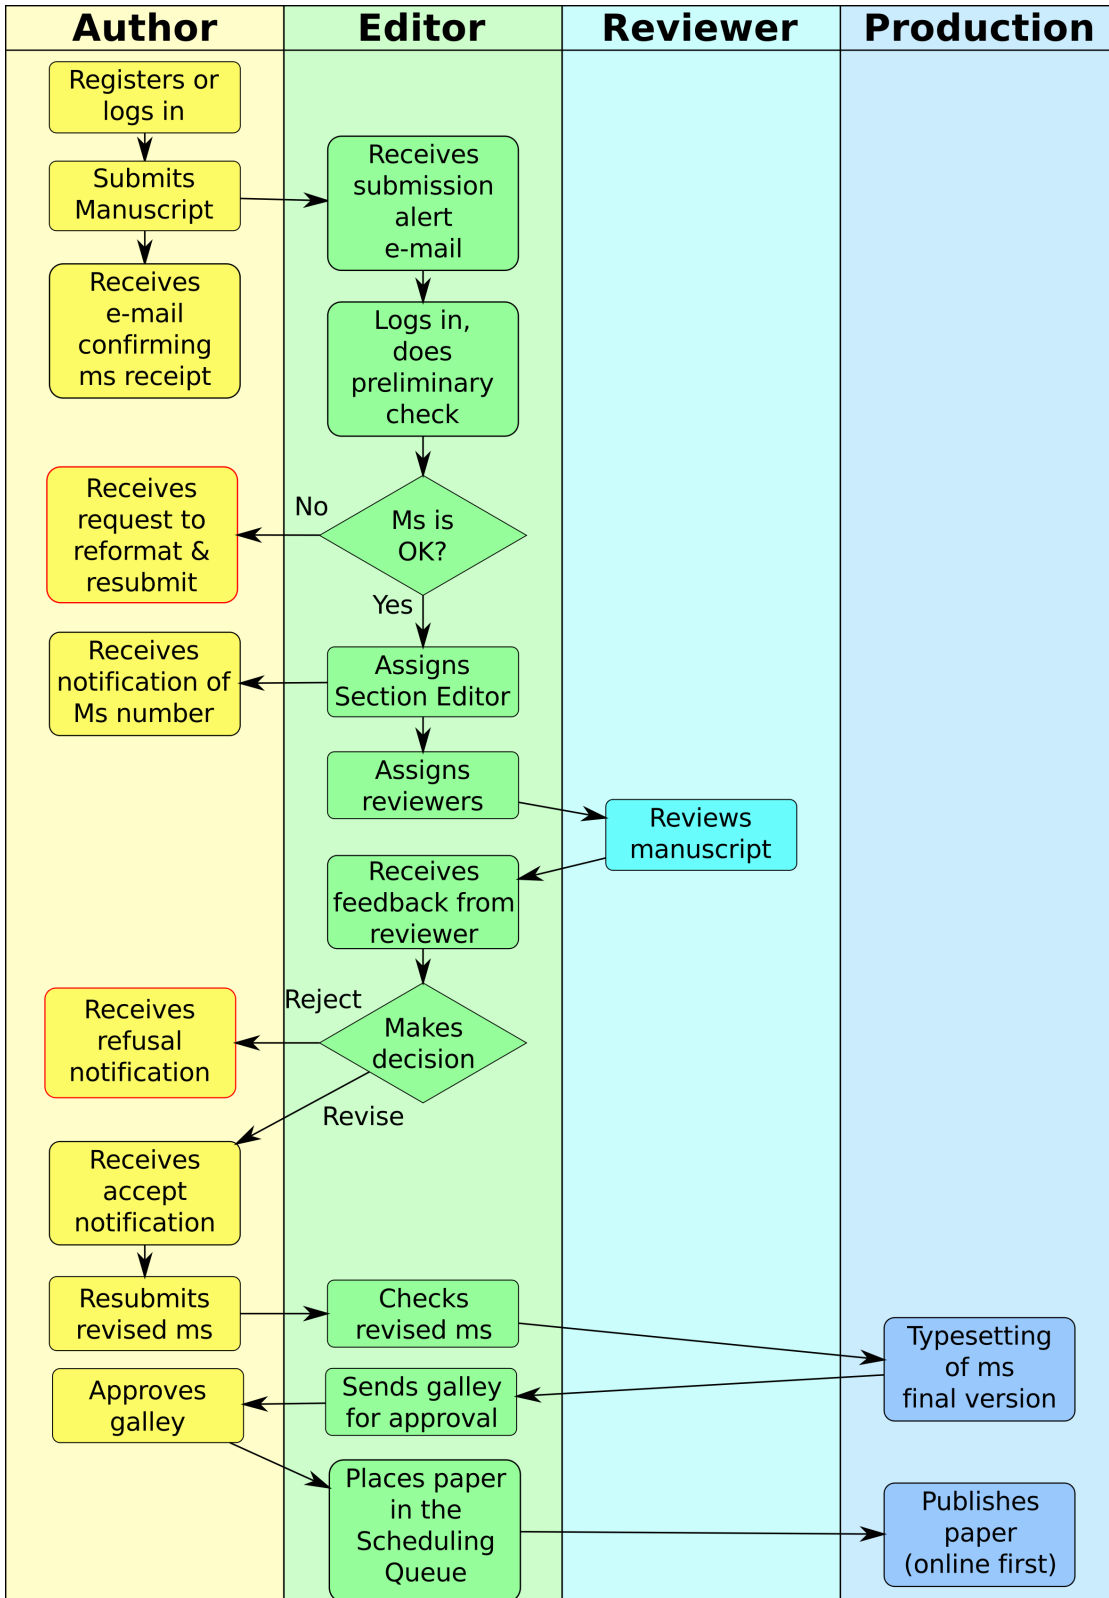 Author
Editor
Reviewer
Production
Registers or
logs in
Submits
Manuscript
Receives
submission
alert
e-mail
Receives
e-mail
confirming
ms receipt
Logs in,
does
preliminary
check
Ms is
OK?
No
Receives
request to
reformat &
resubmit
Yes
Assigns
Section Editor
Receives
notification of
Ms number
Assigns
reviewers
Reviews
manuscript
Receives
feedback from
reviewer
Makes
decision
Reject
Receives
refusal
notification
Revise
Receives
accept
notification
Resubmits
revised ms
Checks
revised ms
Typesetting
of ms
final version
Sends galley
for approval
Approves
galley
Places paper
in the
Scheduling
Queue
Publishes
paper
(online first)